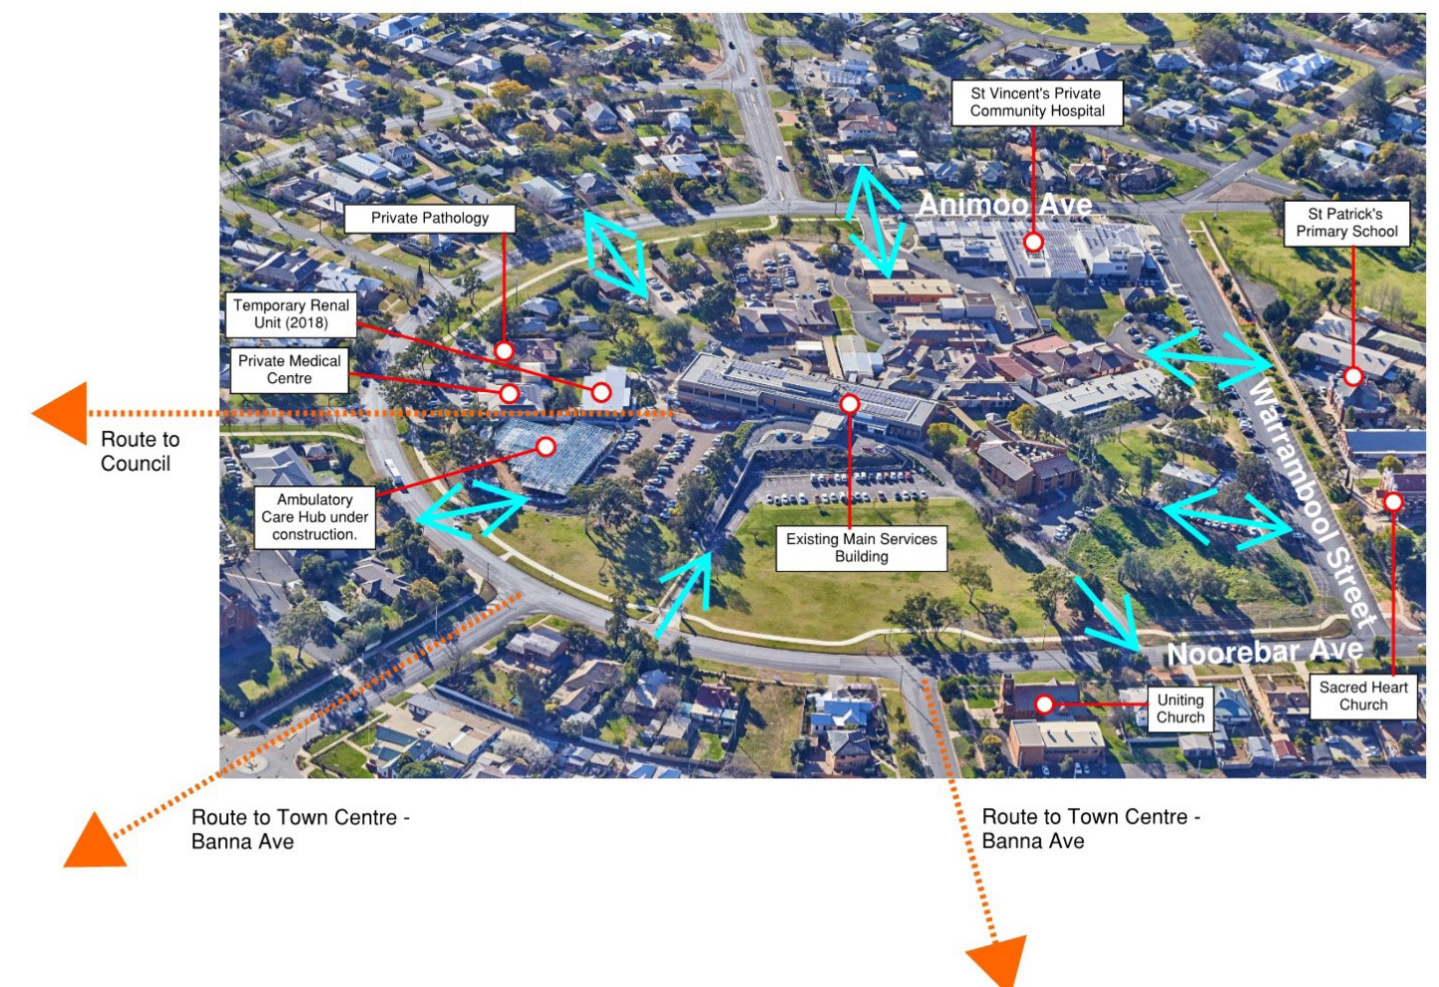 St Vincent's Private
Community Hospital
Animoo Ave
St Patrick's
Primary School
Private Pathology
Temporary Renal
Unit (2018)
Private Medical
Centre
Route to
Council
Warrambool Street
Ambulatory
Care Hub under
construction.
Existing Main Services
Building
Noorebar Ave
Uniting
Church
Sacred Heart
Church
Route to Town Centre -
Banna Ave
Route to Town Centre -
Banna Ave